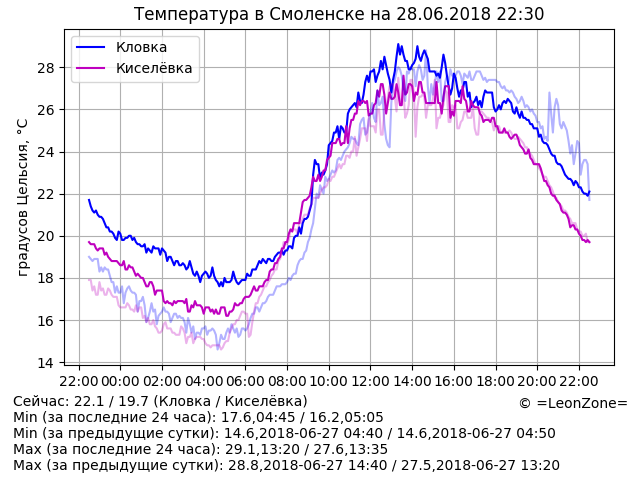 Температура в Смоленске на 28.06.2018 22:30
Кловка
Киселёвка
градусов Цельсия, °C
28
26
24
22
20
18
16
14
22:00 00:00 02:00 04:00 06:00 08:00 10:00 12:00 14:00 16:00 18:00 20:00 22:00
Сейчас: 22.1 / 19.7 (Кловка / Киселёвка)
© =LeonZone=
Min (за последние 24 часа): 17.6,04:45 / 16.2,05:05
Min (за предыдущие сутки): 14.6,2018-06-27 04:40 / 14.6,2018-06-27 04:50
Max (за последние 24 часа): 29.1,13:20 / 27.6,13:35
Max (за предыдущие сутки): 28.8,2018-06-27 14:40 / 27.5,2018-06-27 13:20